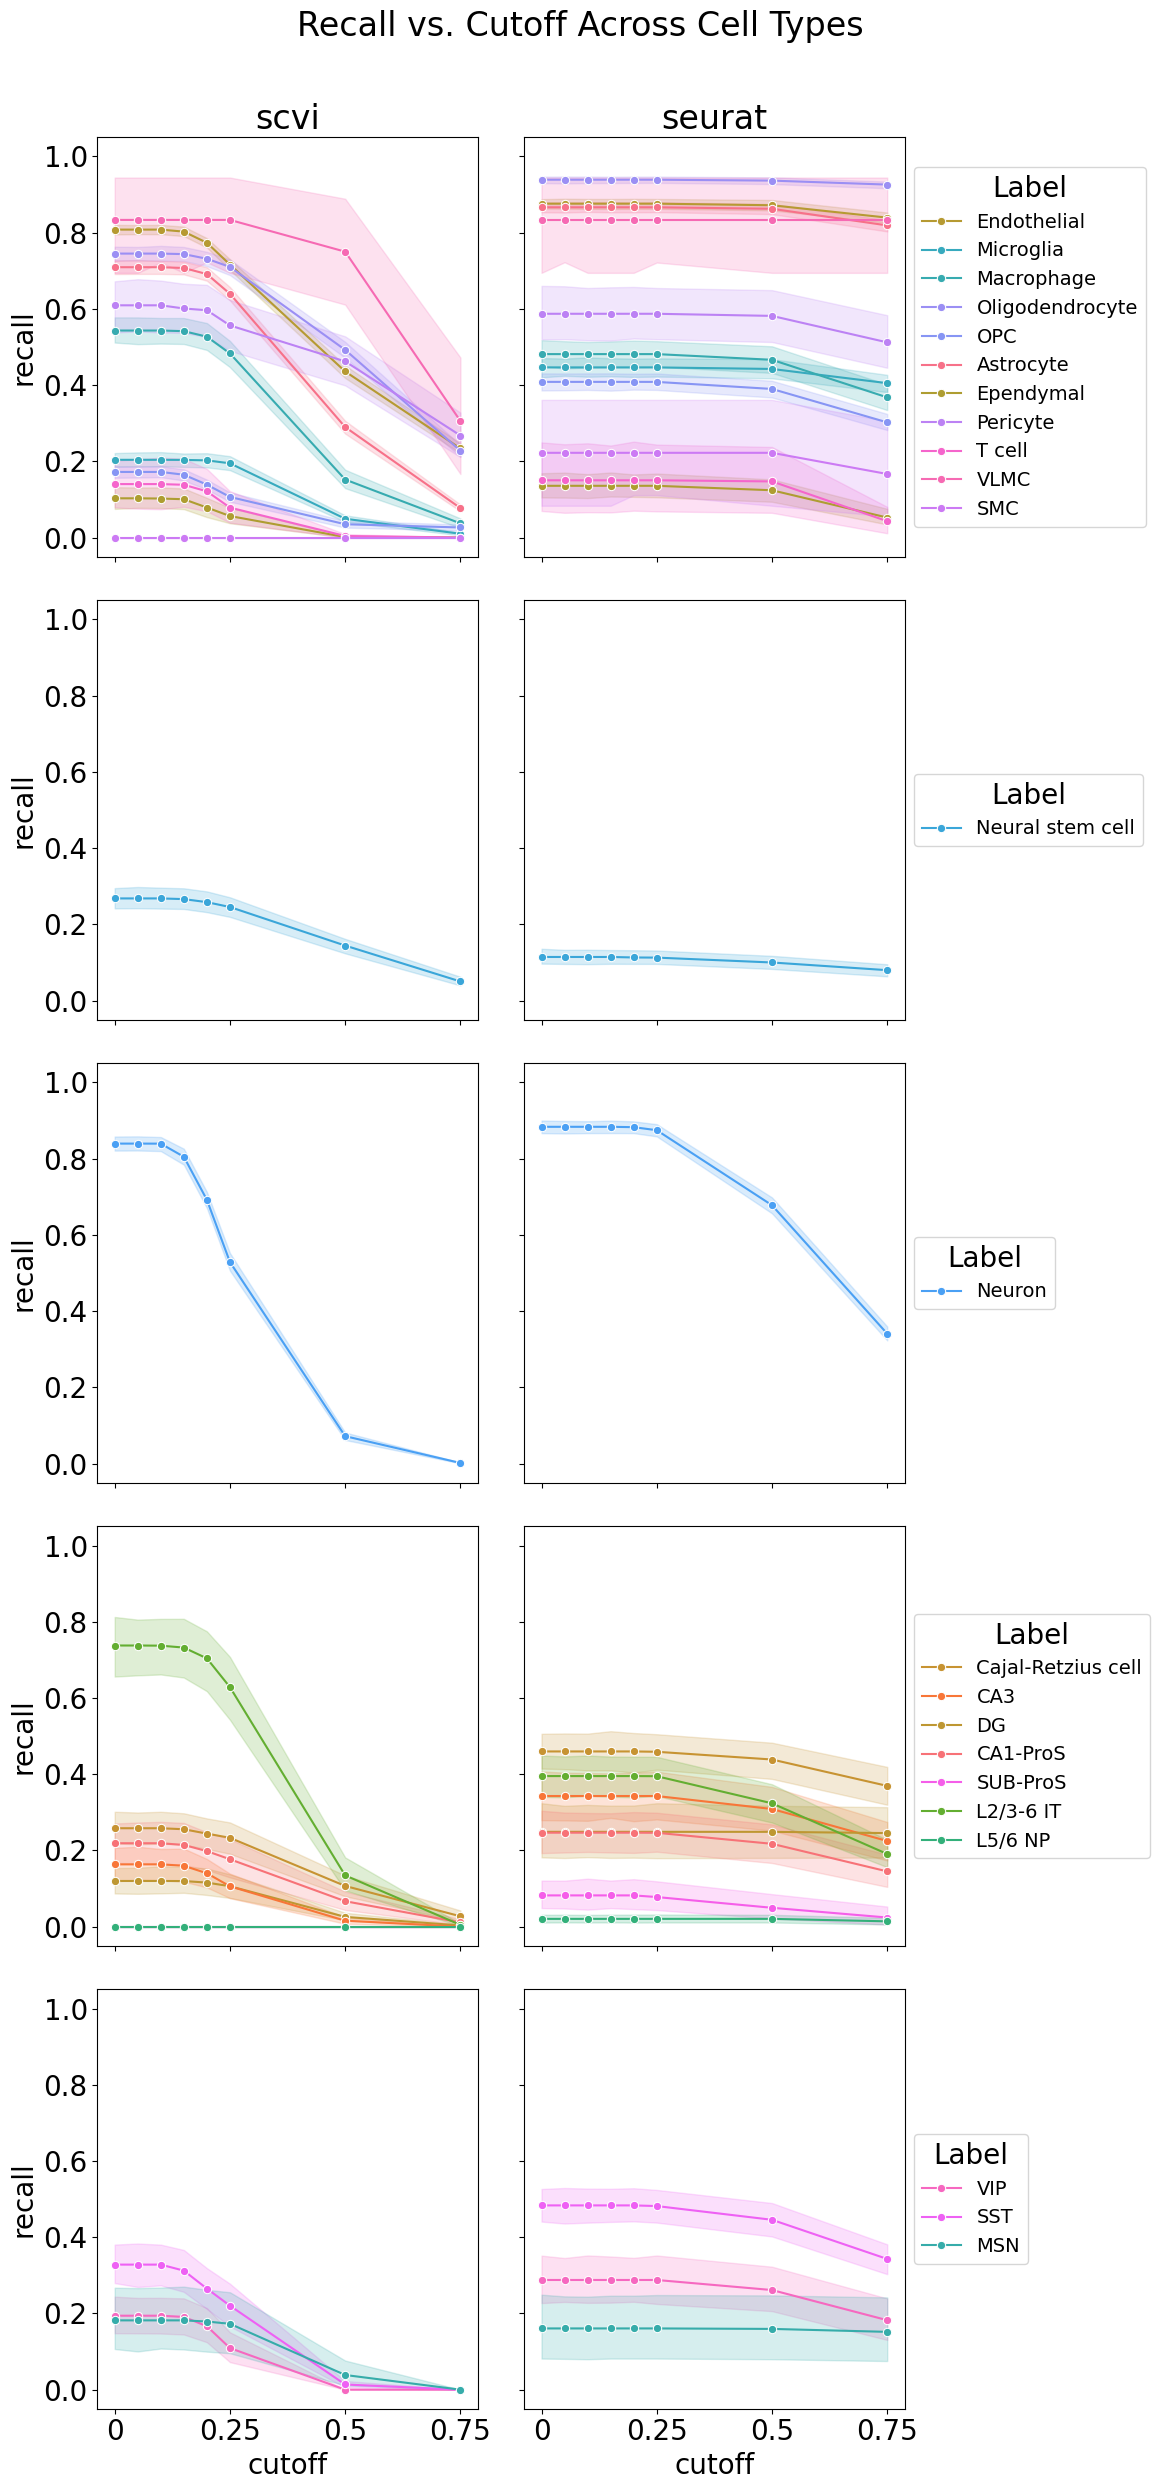 Recall vs. Cutoff Across Cell Types
scvi
seurat
1.0
0.8
0.6
0.4
0.2
0.0
recall
Label
Endothelial
Microglia
Macrophage
Oligodendrocyte
OPC
Astrocyte
Ependymal
Pericyte
T cell
VLMC
SMC
1.0
0.8
0.6
0.4
0.2
0.0
recall
Label
Neural stem cell
1.0
0.8
0.6
0.4
0.2
0.0
recall
Label
Neuron
1.0
0.8
0.6
0.4
0.2
0.0
recall
Label
Cajal-Retzius cell
CA3
DG
CA1-ProS
SUB-ProS
L2/3-6 IT
L5/6 NP
1.0
0.8
0.6
0.4
0.2
0.0
recall
Label
VIP
SST
MSN
0 0.25 0.5 0.75
cutoff
0 0.25 0.5 0.75
cutoff